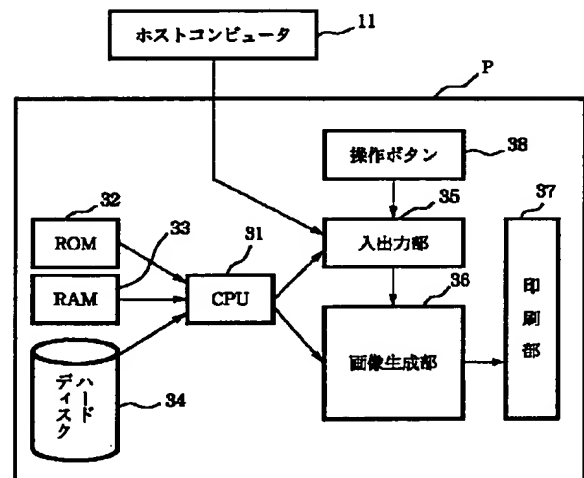 ホストコンピュータ
11
P
操作ボタン
38
35
37
32
ROM
33
31
入出力部
RAM
CPU
36
印刷部
画像生成部
ハードディスク
34